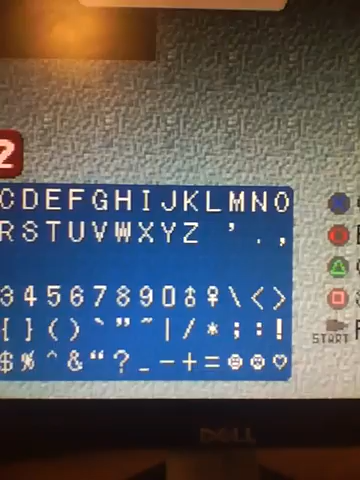 2
CDEFGHIJKLMNO
RSTUVWXYZ ' . ,
34567890♂♀\<>
{}()`"~|/*;:!
$%^&“?_-+=☻☻♡
START
DELL